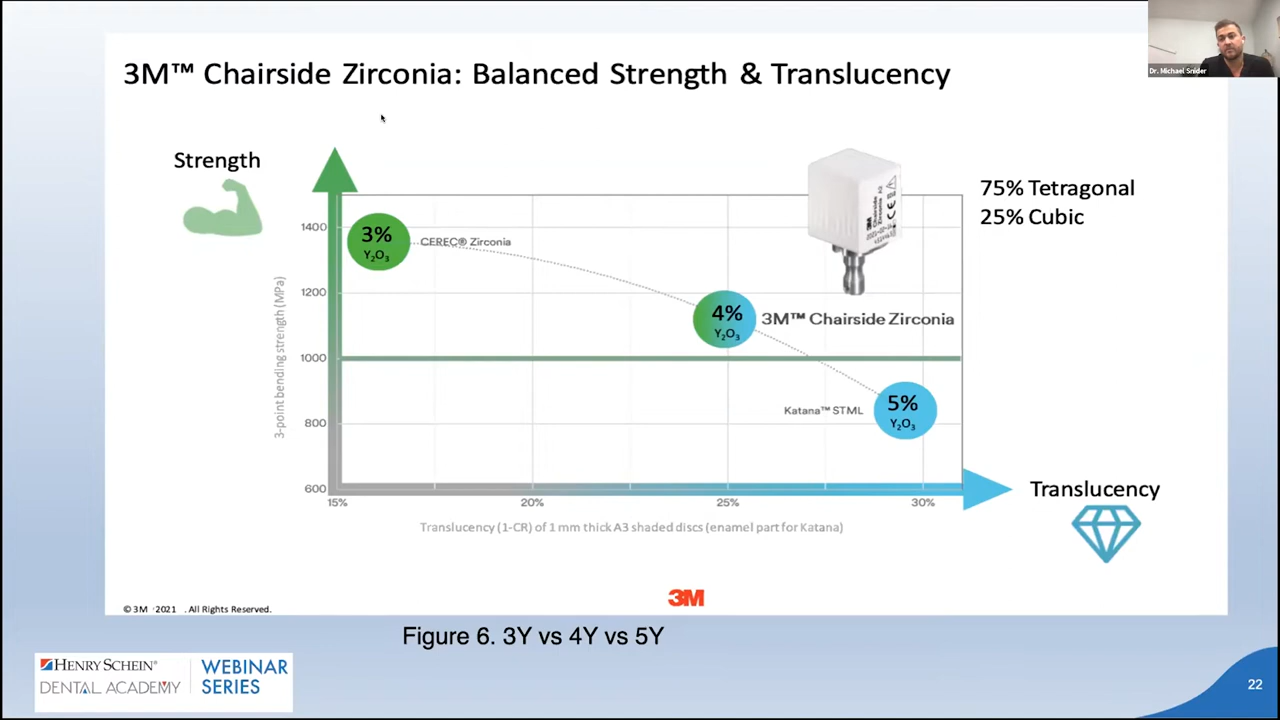 Dr. Michael Snider
3M™ Chairside Zirconia: Balanced Strength & Translucency
Strength
75% Tetragonal
25% Cubic
1400
1200
1000
800
600
3-point bending strength (MPa)
3%
Y₂O₃
CEREC® Zirconia
4%
Y₂O₃
3M™ Chairside Zirconia
Katana™ STML
5%
Y₂O₃
3M
Chairside
Zirconia A3
15%
20%
25%
30%
Translucency
Translucency (1-CR) of 1 mm thick A3 shaded discs (enamel part for Katana)
3M
© 3M 2021 . All Rights Reserved.
Figure 6. 3Y vs 4Y vs 5Y
HENRY SCHEIN®
DENTAL ACADEMY
WEBINAR
SERIES
22